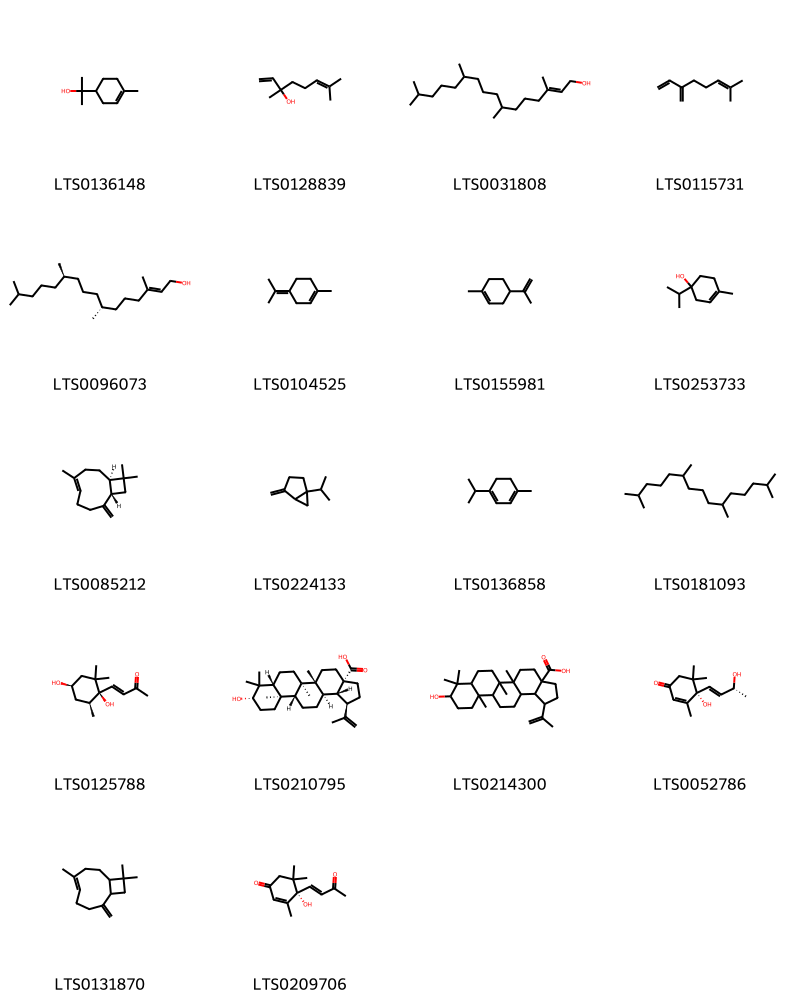 HO
OH
OH
LTS0136148 LTS0128839 LTS0031808 LTS0115731
OH
HO
LTS0096073 LTS0104525 LTS0155981 LTS0253733
H
H
LTS0085212 LTS0224133 LTS0136858 LTS0181093
HO O OH
HO O H HO H H H H O OH HO O OH OH
LTS0125788 LTS0210795 LTS0214300 LTS0052786
O O OH
LTS0131870 LTS0209706